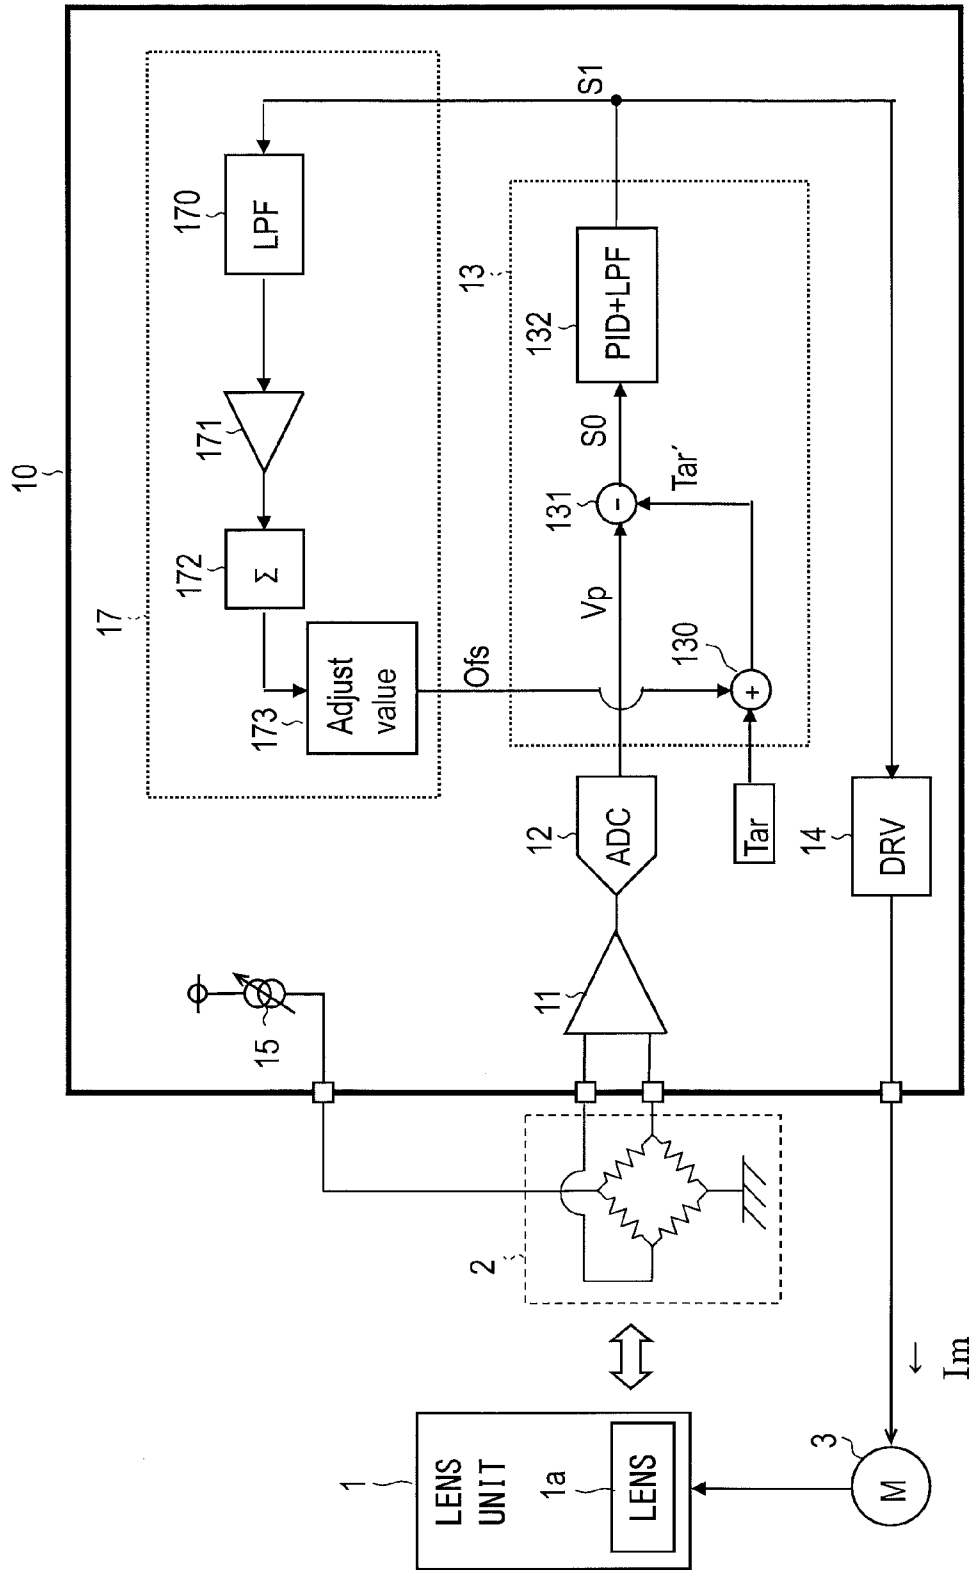 10
17
170
LPF
171
172
Σ
173
Adjust
value
Ofs
S1
13
132
PID+LPF
S0
131
-
Tar´
Vp
130
+
12
ADC
Tar
14
DRV
15
11
2
1
LENS
UNIT
1a
LENS
3
M
←
Im